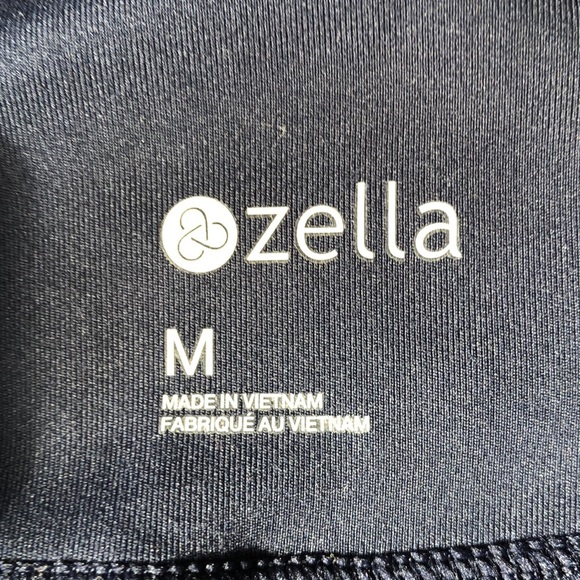 zella
M
MADE IN VIETNAM
FABRIQUÉ AU VIETNAM